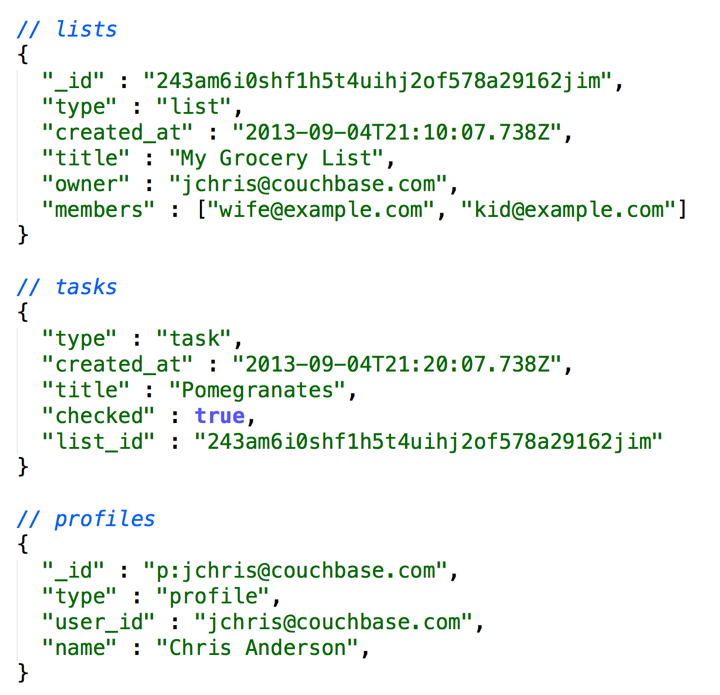 // lists
{
"_id" : "243am6i0shf1h5t4uihj2of578a29162jim",
"type" : "list",
"created_at" : "2013-09-04T21:10:07.738Z",
"title" : "My Grocery List",
"owner" : "jchris@couchbase.com",
"members" : ["wife@example.com", "kid@example.com"]
}
// tasks
{
"type" : "task",
"created_at" : "2013-09-04T21:20:07.738Z",
"title" : "Pomegranates",
"checked" : true,
"list_id" : "243am6i0shf1h5t4uihj2of578a29162jim"
}
// profiles
{
"_id" : "p:jchris@couchbase.com",
"type" : "profile",
"user_id" : "jchris@couchbase.com",
"name" : "Chris Anderson",
}